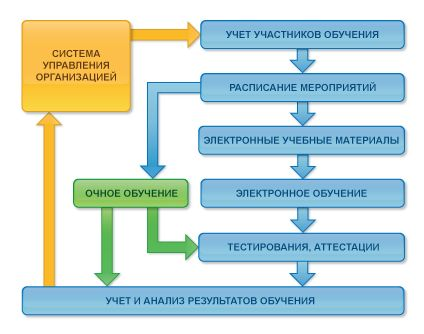 СИСТЕМА
УПРАВЛЕНИЯ
ОРГАНИЗАЦИЕЙ
УЧЕТ УЧАСТНИКОВ ОБУЧЕНИЯ
РАСПИСАНИЕ МЕРОПРИЯТИЙ
ЭЛЕКТРОННЫЕ УЧЕБНЫЕ МАТЕРИАЛЫ
ОЧНОЕ ОБУЧЕНИЕ
ЭЛЕКТРОННОЕ ОБУЧЕНИЕ
ТЕСТИРОВАНИЯ, АТТЕСТАЦИИ
УЧЕТ И АНАЛИЗ РЕЗУЛЬТАТОВ ОБУЧЕНИЯ